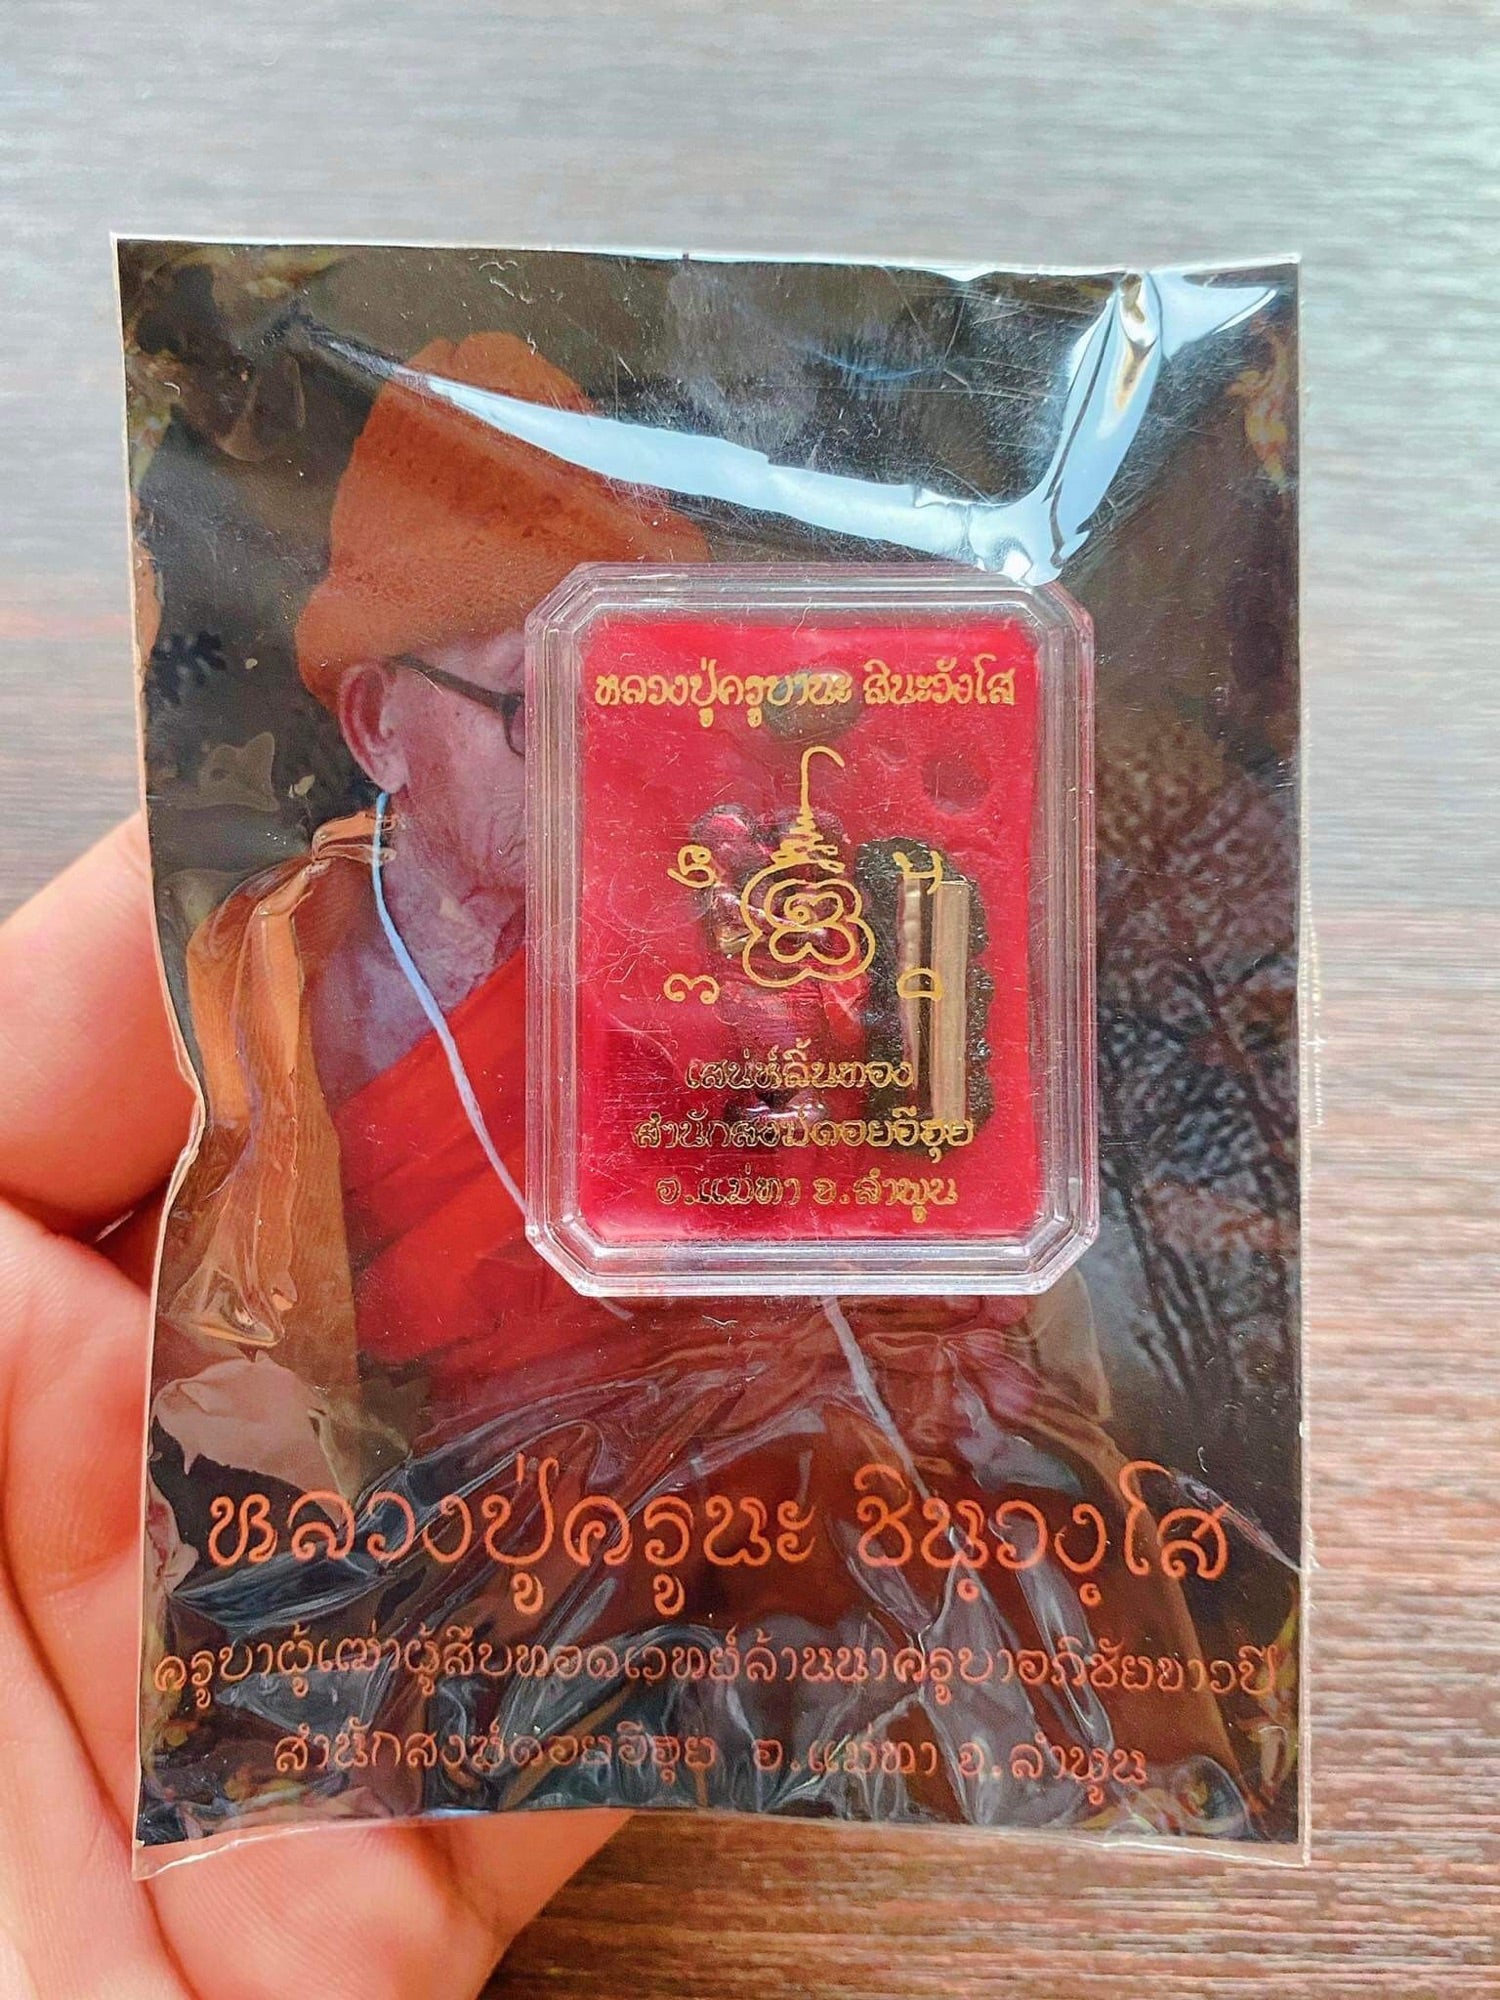 หลวงปู่ครูบานะ สินะวังโส
เสน่ห์ลิ้นทอง
สำนักสงฆ์ดอยอีฮุย
อ.แม่ทา จ.ลำพูน
หลวงปู่ครูนะ ชินฺวงฺโส
ครูบาผู้เฒ่าผู้สืบทอดเวทย์ล้านนาครูบาอภิชัยขาวปี
สำนักสงฆ์ดอยอีฮุย อ.แม่ทา จ.ลำพูน